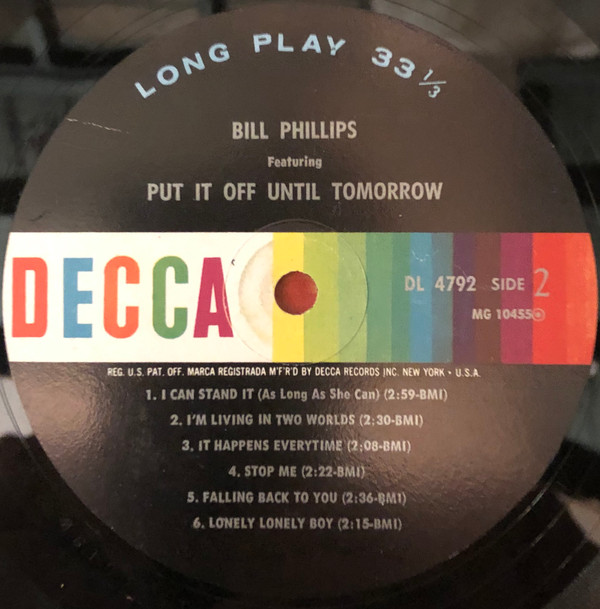 LONG PLAY 33 1/3
BILL PHILLIPS
Featuring
PUT IT OFF UNTIL TOMORROW
DECCA
DL 4792 SIDE 2
MG 10455
REG. U.S. PAT. OFF. MARCA REGISTRADA M'F'R'D BY DECCA RECORDS INC. NEW YORK • U.S.A.
1. I CAN STAND IT (As Long As She Can) (2:59-BMI)
2. I'M LIVING IN TWO WORLDS (2:30-BMI)
3. IT HAPPENS EVERYTIME (2:08-BMI)
4. STOP ME (2:22-BMI)
5. FALLING BACK TO YOU (2:36-BMI)
6. LONELY LONELY BOY (2:15-BMI)